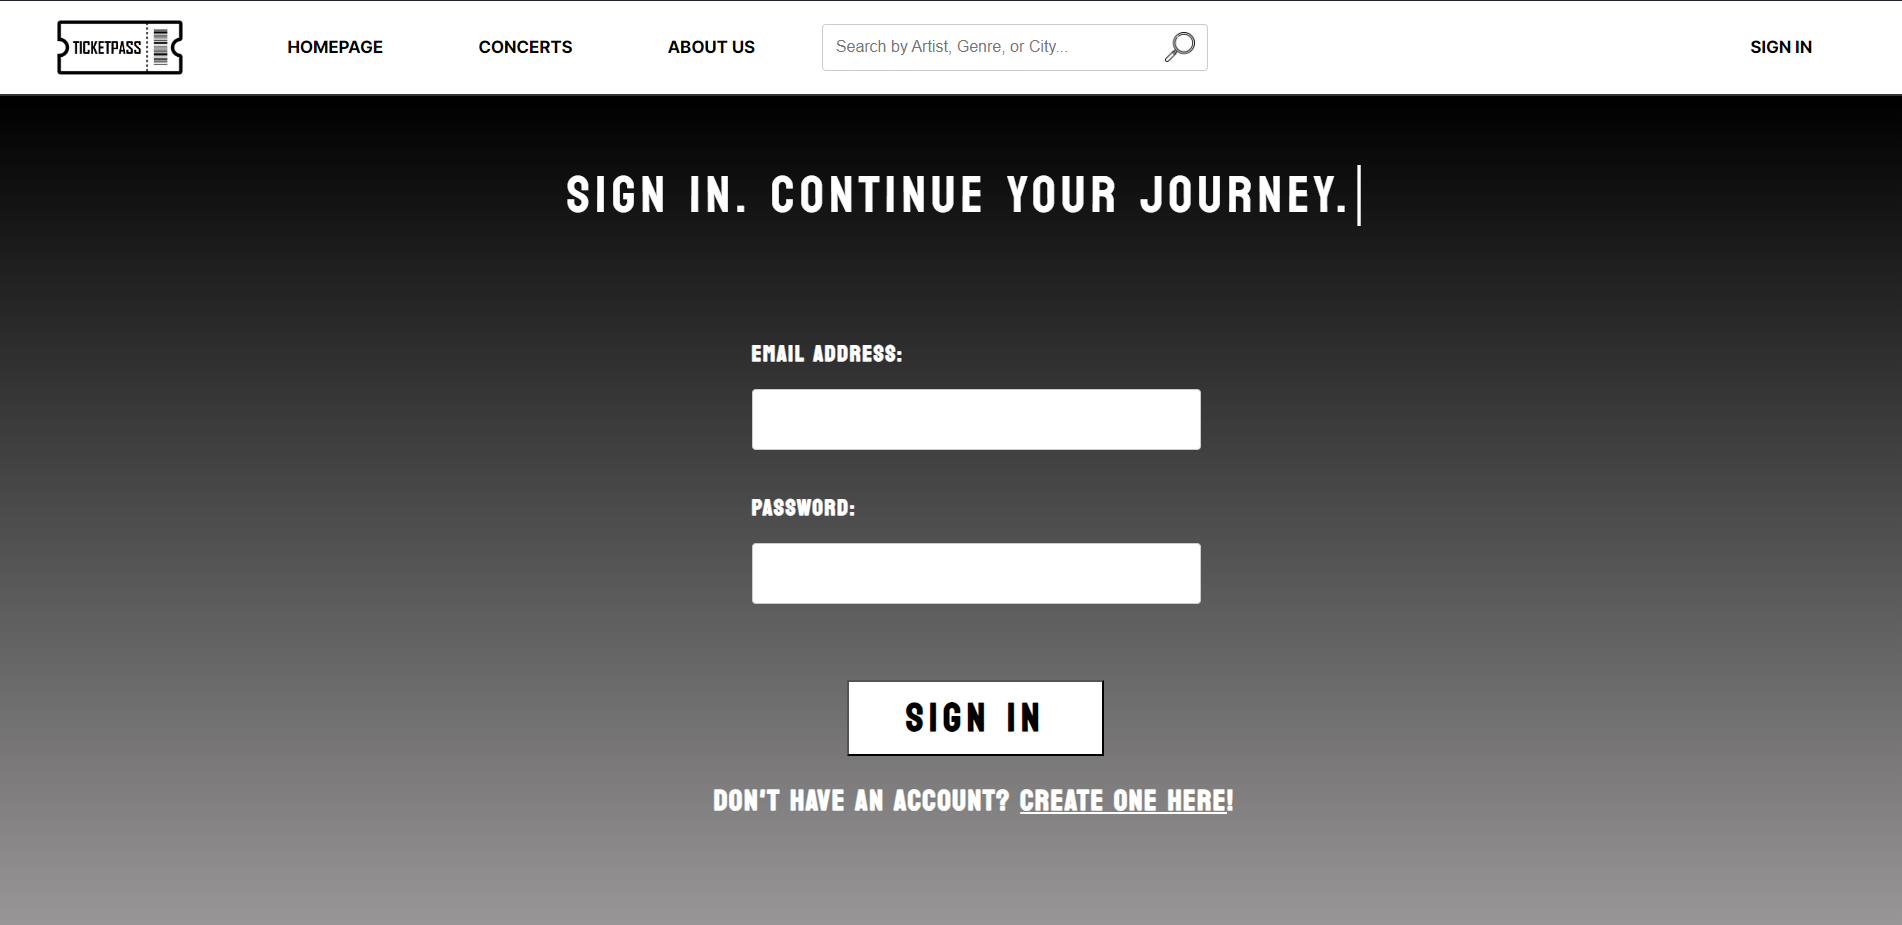 TICKETPASS
HOMEPAGE
CONCERTS
ABOUT US
Search by Artist, Genre, or City...
SIGN IN
SIGN IN. CONTINUE YOUR JOURNEY.
EMAIL ADDRESS:
PASSWORD:
SIGN IN
DON'T HAVE AN ACCOUNT? CREATE ONE HERE!